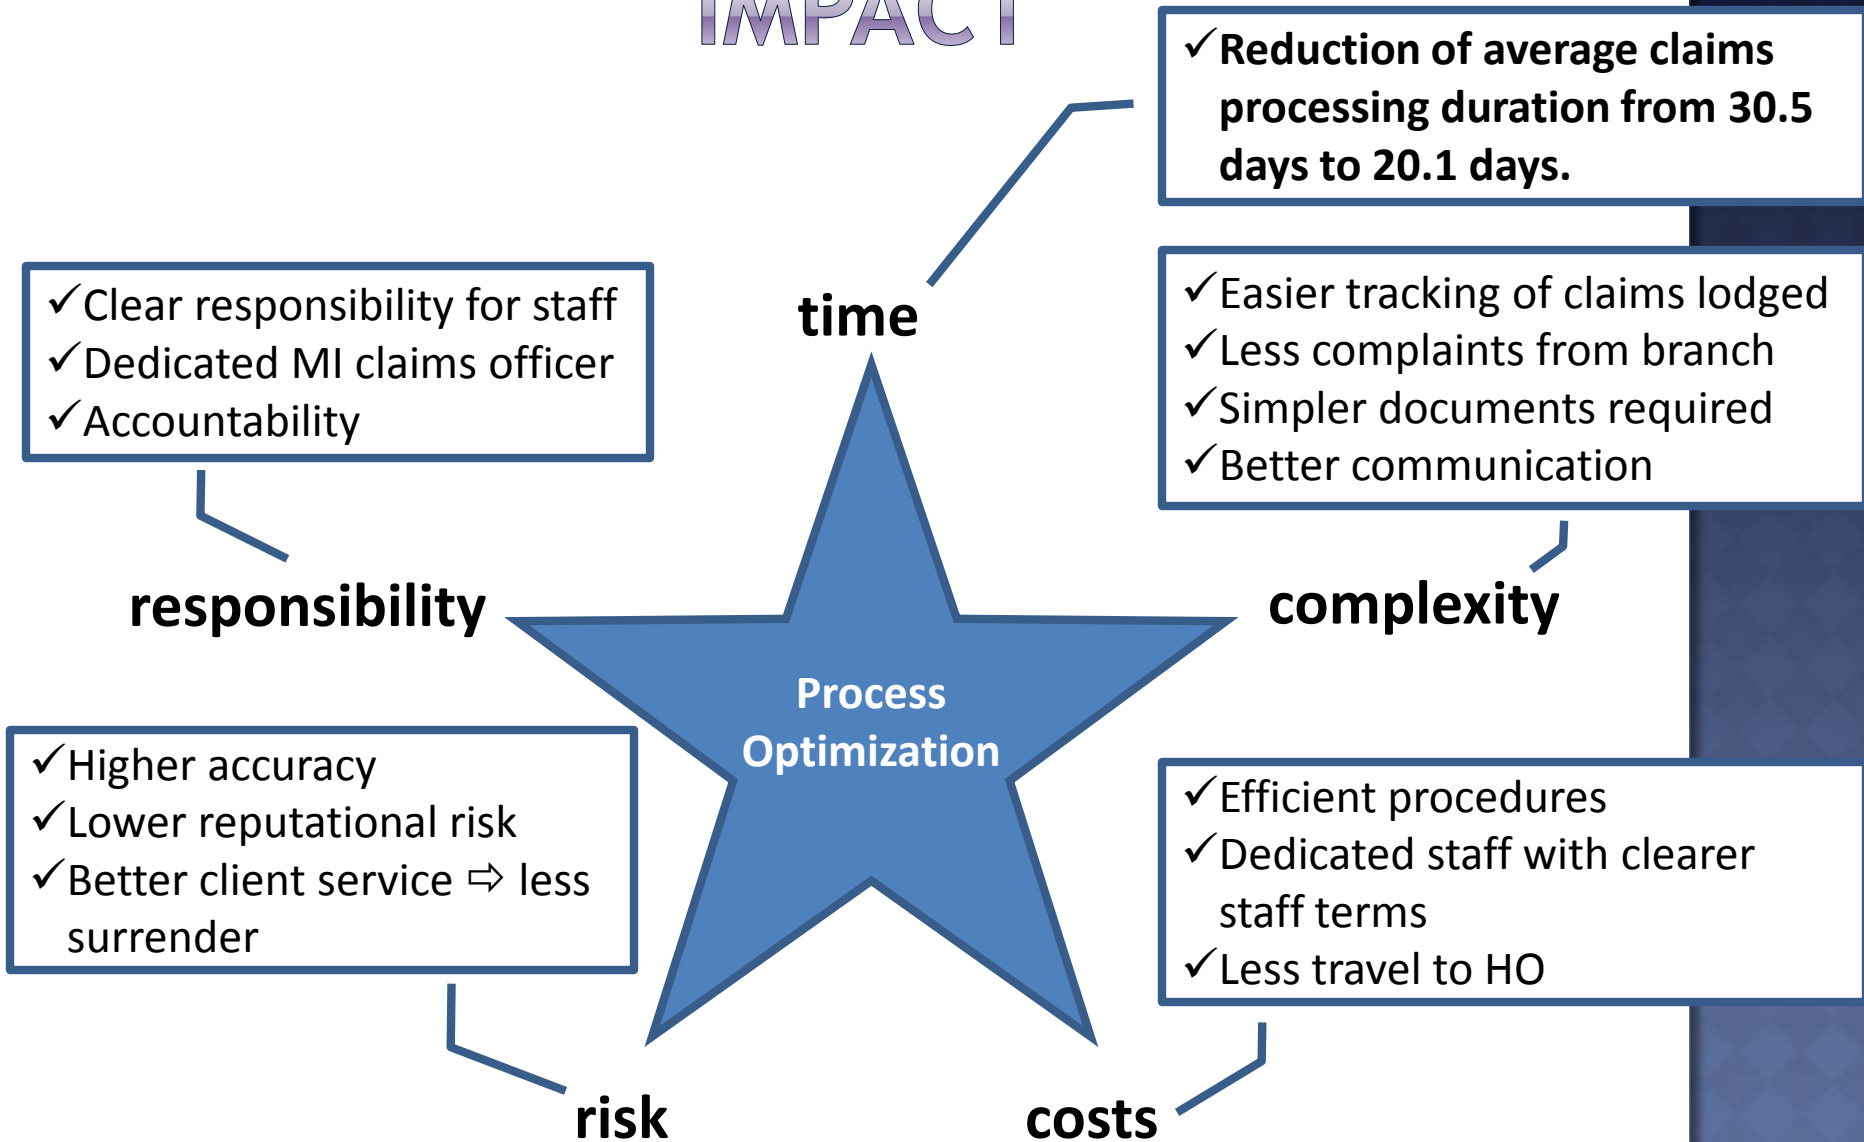 IMPACT
✓Reduction of average claims
processing duration from 30.5
days to 20.1 days.
time
✓Clear responsibility for staff
✓Dedicated MI claims officer
✓Accountability
✓Easier tracking of claims lodged
✓Less complaints from branch
✓Simpler documents required
✓Better communication
responsibility
complexity
Process
Optimization
✓Higher accuracy
✓Lower reputational risk
✓Better client service ⇨ less
surrender
✓Efficient procedures
✓Dedicated staff with clearer
staff terms
✓Less travel to HO
risk
costs